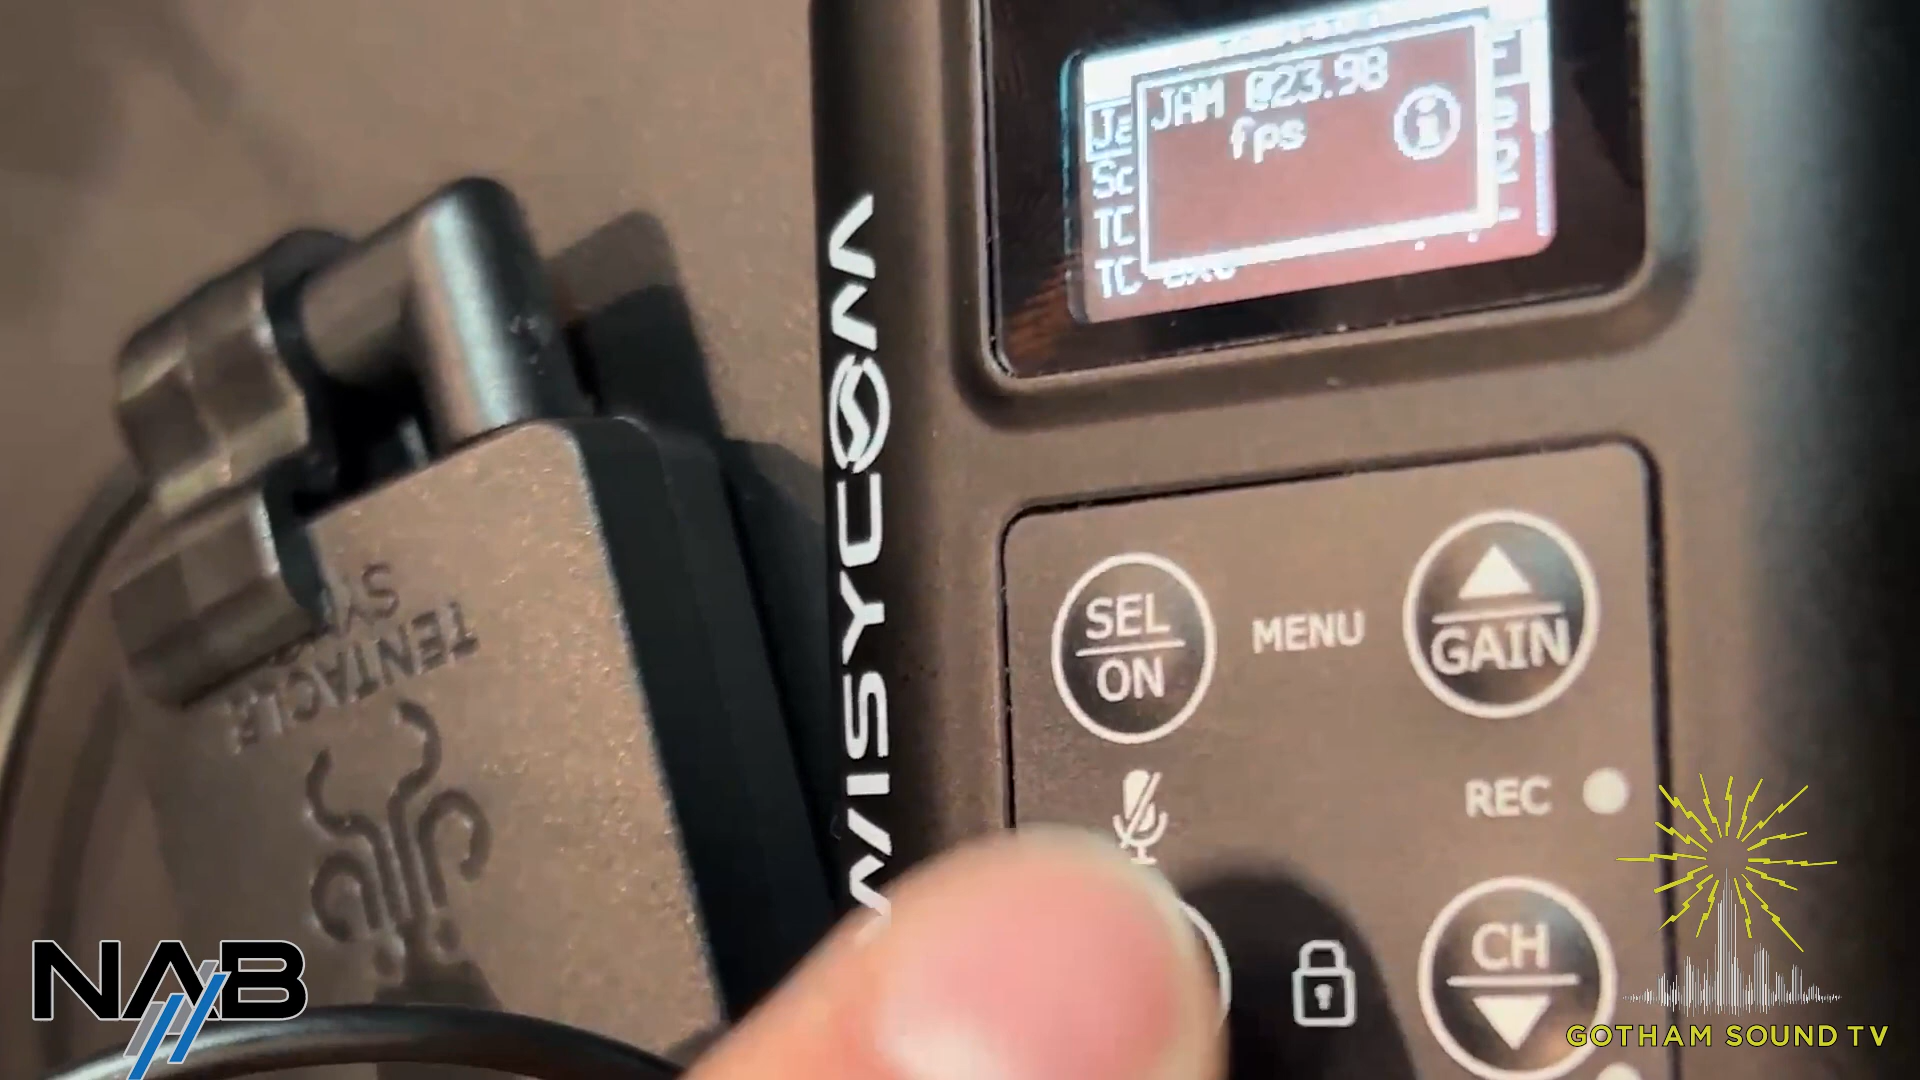 JAM @23.98
fps
Sc
TC
TC
WISYCOM
SEL
ON
MENU
GAIN
REC
CH
TENTACLE
SY
NAB
GOTHAM SOUND TV